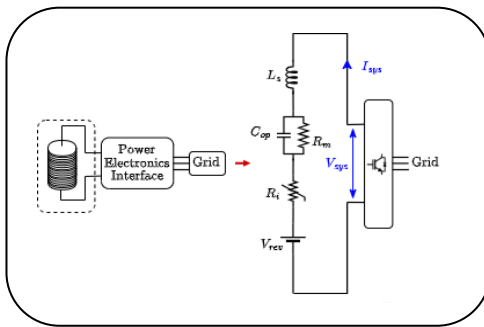 Power
Electronics
Interface
Grid
L_s
C_op
R_m
R_i
V_rev
I_sys
V_sys
Grid